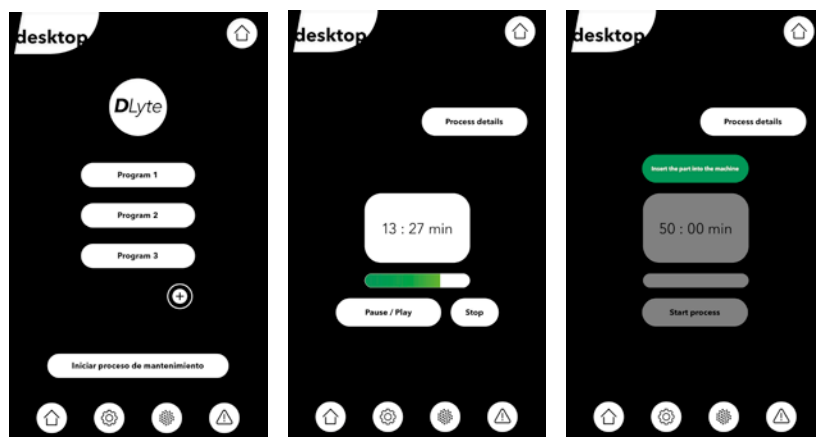 desktop
DLyte
Program 1
Program 2
Program 3
Iniciar proceso de mantenimiento
desktop
Process details
13 : 27 min
Pause / Play
Stop
desktop
Process details
Insert the part into the machine
50 : 00 min
Start process